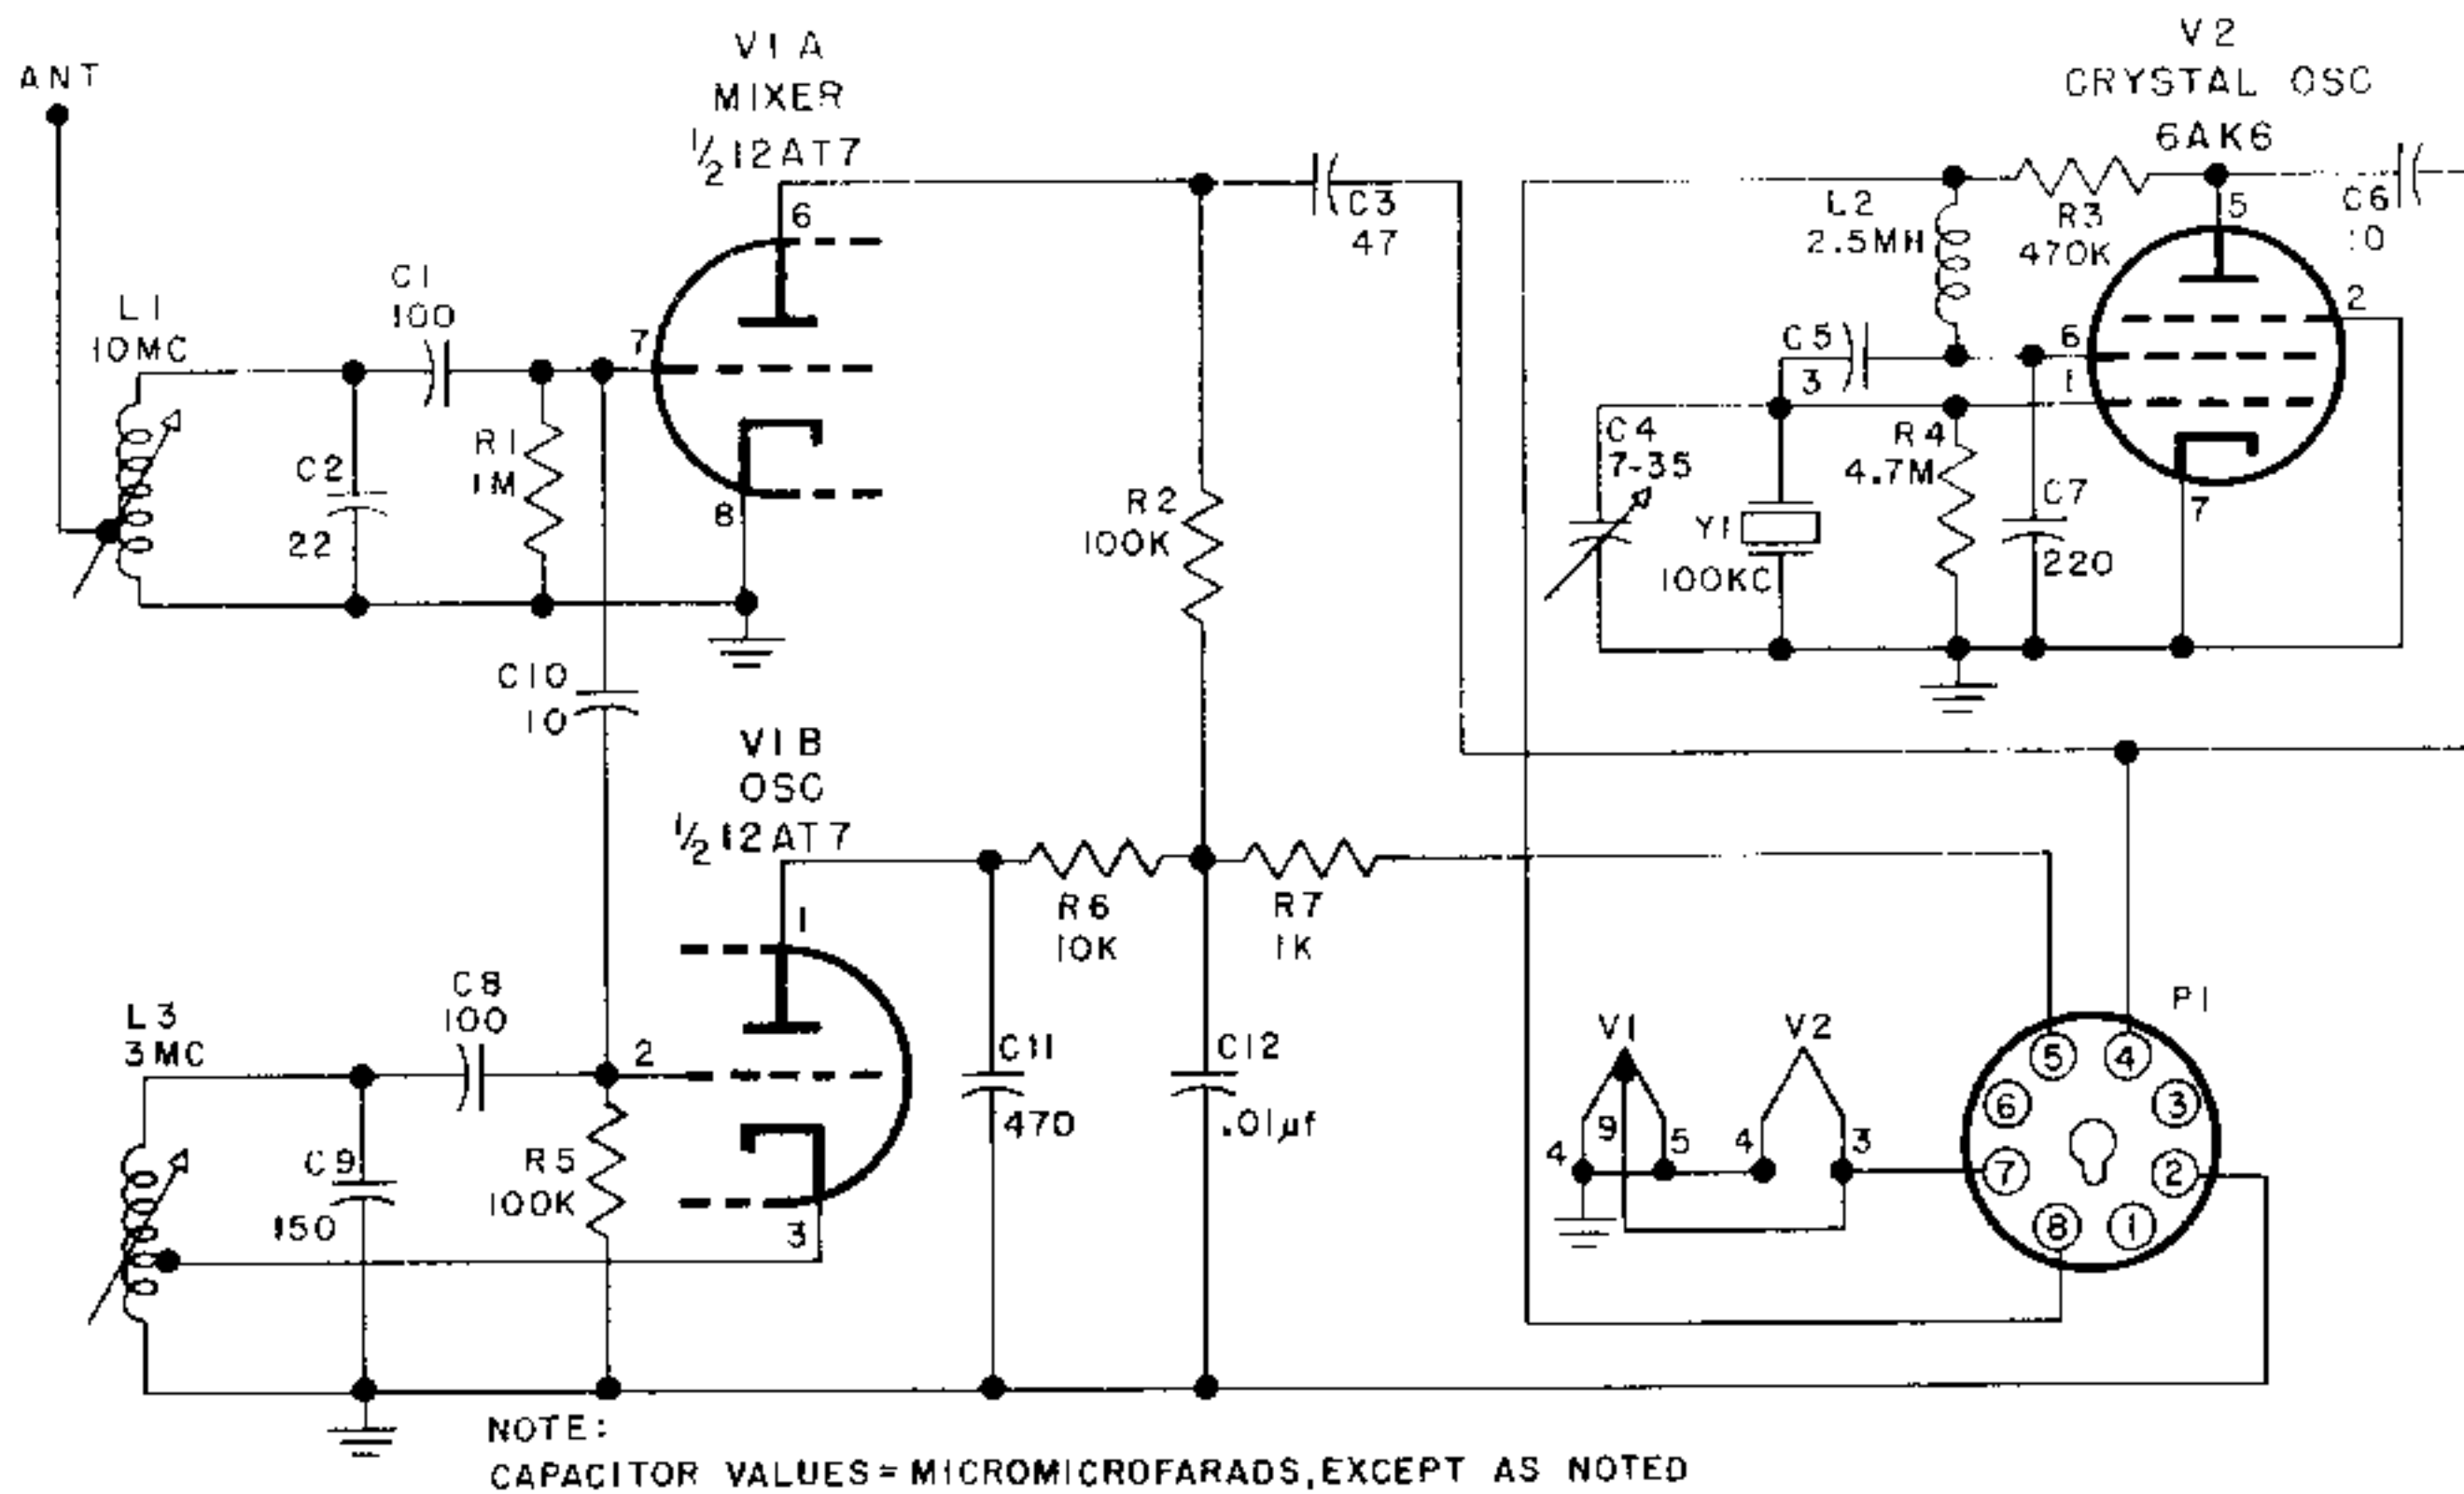 ANT
V1A
MIXER
1/2 12AT7
V2
CRYSTAL OSC
6AK6
L1
10MC
C1
100
C2
22
R1
1M
6
7
8
C3
47
R2
100K
L2
2.5MH
R3
470K
5
C6
10
2
6
1
7
C5
3
C4
7-35
Y1
100KC
R4
4.7M
C7
220
C10
10
V1B
OSC
1/2 12AT7
1
2
3
R6
10K
R7
1K
L3
3MC
C8
100
C9
150
R5
100K
C11
470
C12
.01µf
V1
4
9
5
V2
4
3
P1
5
4
6
3
7
2
8
1
NOTE:
CAPACITOR VALUES=MICROMICROFARADS,EXCEPT AS NOTED